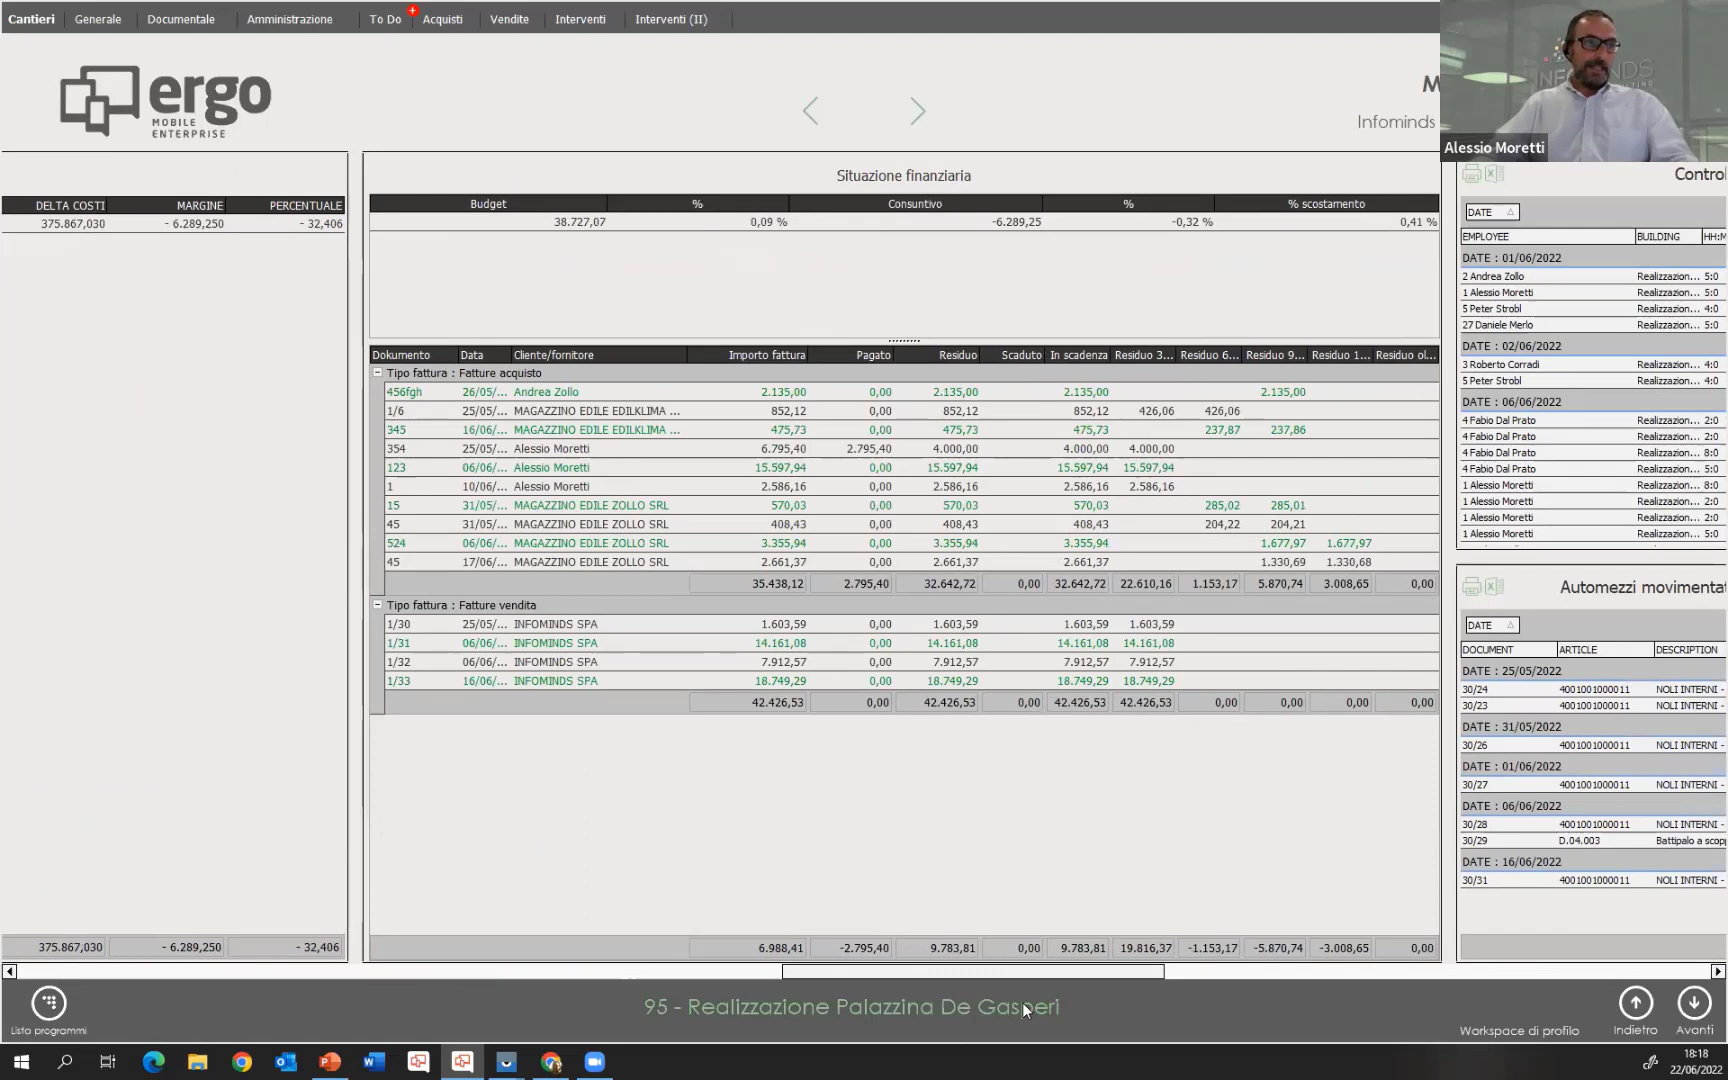 Cantieri Generale Documentale Amministrazione To Do Acquisti Vendite Interventi Interventi (II)
ergo
MOBILE
ENTERPRISE
Infominds
Alessio Moretti
DELTA COSTI MARGINE PERCENTUALE
375.867,030 - 6.289,250 - 32,406
375.867,030 - 6.289,250 - 32,406
Situazione finanziaria
Budget % Consuntivo % % scostamento
38.727,07 0,09 % -6.289,25 -0,32 % 0,41 %
Dokumento Data Cliente/fornitore Importo fattura Pagato Residuo Scaduto In scadenza Residuo 3... Residuo 6... Residuo 9... Residuo 1... Residuo ol...
Tipo fattura : Fatture acquisto
456fgh 26/05/... Andrea Zollo 2.135,00 0,00 2.135,00 2.135,00 2.135,00
1/6 25/05/... MAGAZZINO EDILE EDILKLIMA ... 852,12 0,00 852,12 852,12 426,06 426,06
345 16/06/... MAGAZZINO EDILE EDILKLIMA ... 475,73 0,00 475,73 475,73 237,87 237,86
354 25/05/... Alessio Moretti 6.795,40 2.795,40 4.000,00 4.000,00 4.000,00
123 06/06/... Alessio Moretti 15.597,94 0,00 15.597,94 15.597,94 15.597,94
1 10/06/... Alessio Moretti 2.586,16 0,00 2.586,16 2.586,16 2.586,16
15 31/05/... MAGAZZINO EDILE ZOLLO SRL 570,03 0,00 570,03 570,03 285,02 285,01
45 31/05/... MAGAZZINO EDILE ZOLLO SRL 408,43 0,00 408,43 408,43 204,22 204,21
524 06/06/... MAGAZZINO EDILE ZOLLO SRL 3.355,94 0,00 3.355,94 3.355,94 1.677,97 1.677,97
45 17/06/... MAGAZZINO EDILE ZOLLO SRL 2.661,37 0,00 2.661,37 2.661,37 1.330,69 1.330,68
35.438,12 2.795,40 32.642,72 0,00 32.642,72 22.610,16 1.153,17 5.870,74 3.008,65 0,00
Tipo fattura : Fatture vendita
1/30 25/05/... INFOMINDS SPA 1.603,59 0,00 1.603,59 1.603,59 1.603,59
1/31 06/06/... INFOMINDS SPA 14.161,08 0,00 14.161,08 14.161,08 14.161,08
1/32 06/06/... INFOMINDS SPA 7.912,57 0,00 7.912,57 7.912,57 7.912,57
1/33 16/06/... INFOMINDS SPA 18.749,29 0,00 18.749,29 18.749,29 18.749,29
42.426,53 0,00 42.426,53 0,00 42.426,53 42.426,53 0,00 0,00 0,00 0,00
6.988,41 -2.795,40 9.783,81 0,00 9.783,81 19.816,37 -1.153,17 -5.870,74 -3.008,65 0,00
Control
DATE
EMPLOYEE BUILDING HH:M
DATE : 01/06/2022
2 Andrea Zollo Realizzazion... 5:0
1 Alessio Moretti Realizzazion... 5:0
5 Peter Strobl Realizzazion... 4:0
27 Daniele Merlo Realizzazion... 5:0
DATE : 02/06/2022
3 Roberto Corradi Realizzazion... 4:0
5 Peter Strobl Realizzazion... 4:0
DATE : 06/06/2022
4 Fabio Dal Prato Realizzazion... 2:0
4 Fabio Dal Prato Realizzazion... 2:0
4 Fabio Dal Prato Realizzazion... 8:0
4 Fabio Dal Prato Realizzazion... 5:0
1 Alessio Moretti Realizzazion... 8:0
1 Alessio Moretti Realizzazion... 2:0
1 Alessio Moretti Realizzazion... 2:0
1 Alessio Moretti Realizzazion... 5:0
Automezzi movimentat
DATE
DOCUMENT ARTICLE DESCRIPTION
DATE : 25/05/2022
30/24 4001001000011 NOLI INTERNI -
30/23 4001001000011 NOLI INTERNI -
DATE : 31/05/2022
30/26 4001001000011 NOLI INTERNI -
DATE : 01/06/2022
30/27 4001001000011 NOLI INTERNI -
DATE : 06/06/2022
30/28 4001001000011 NOLI INTERNI -
30/29 D.04.003 Battipalo a scopp
DATE : 16/06/2022
30/31 4001001000011 NOLI INTERNI -
Lista programmi
95 - Realizzazione Palazzina De Gasperi
Workspace di profilo Indietro Avanti
18:18
22/06/2022